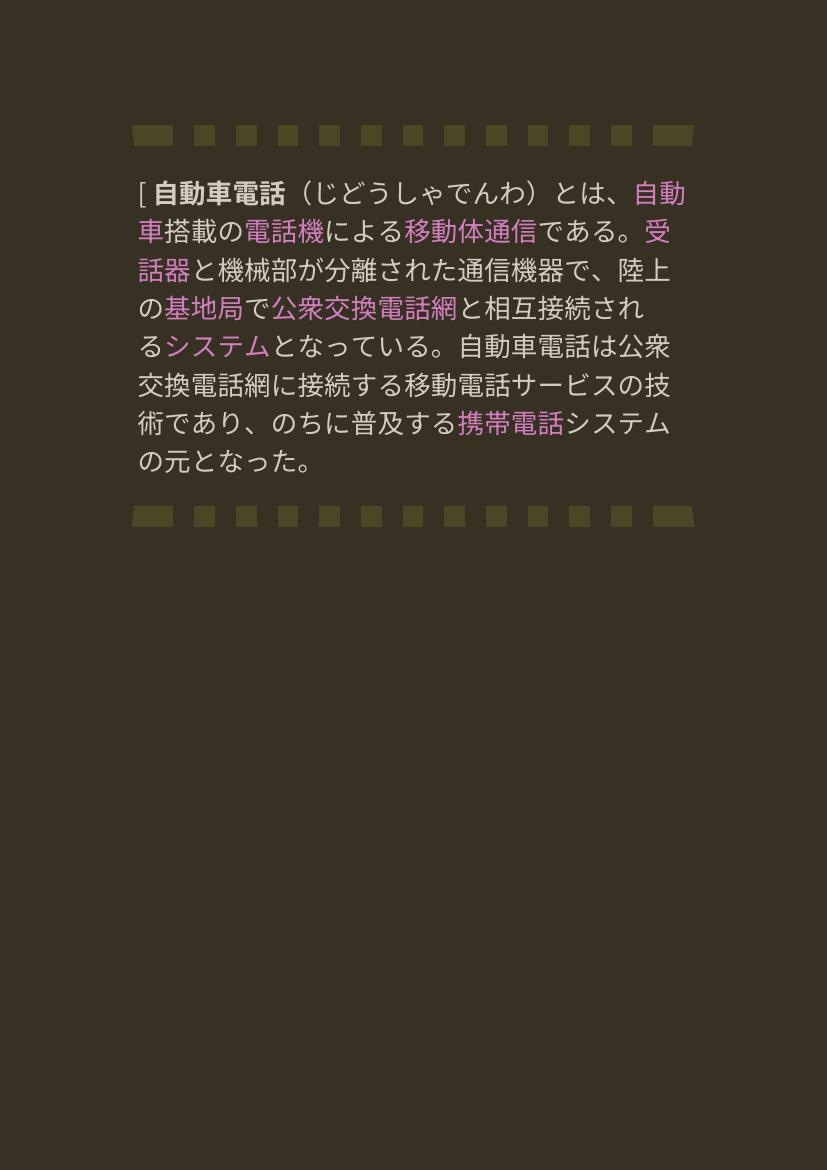 [ 自動車電話（じどうしゃでんわ）とは、自動
車搭載の電話機による移動体通信である。受
話器と機械部が分離された通信機器で、陸上
の基地局で公衆交換電話網と相互接続され
るシステムとなっている。自動車電話は公衆
交換電話網に接続する移動電話サービスの技
術であり、のちに普及する携帯電話システム
の元となった。